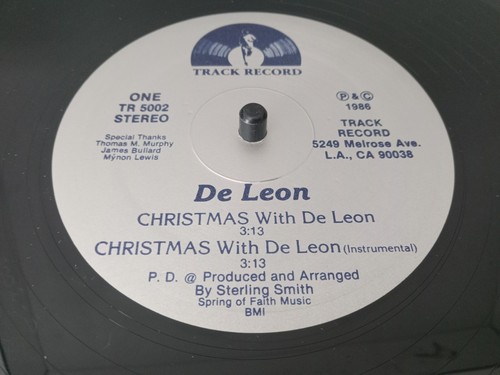 TRACK RECORD
ONE
TR 5002
STEREO
Special Thanks
Thomas M. Murphy
James Bullard
Mynon Lewis
℗ & ©
1986
TRACK
RECORD
5249 Melrose Ave.
L.A., CA 90038
De Leon
CHRISTMAS With De Leon
3:13
CHRISTMAS With De Leon (Instrumental)
3:13
P. D. @ Produced and Arranged
By Sterling Smith
Spring of Faith Music
BMI